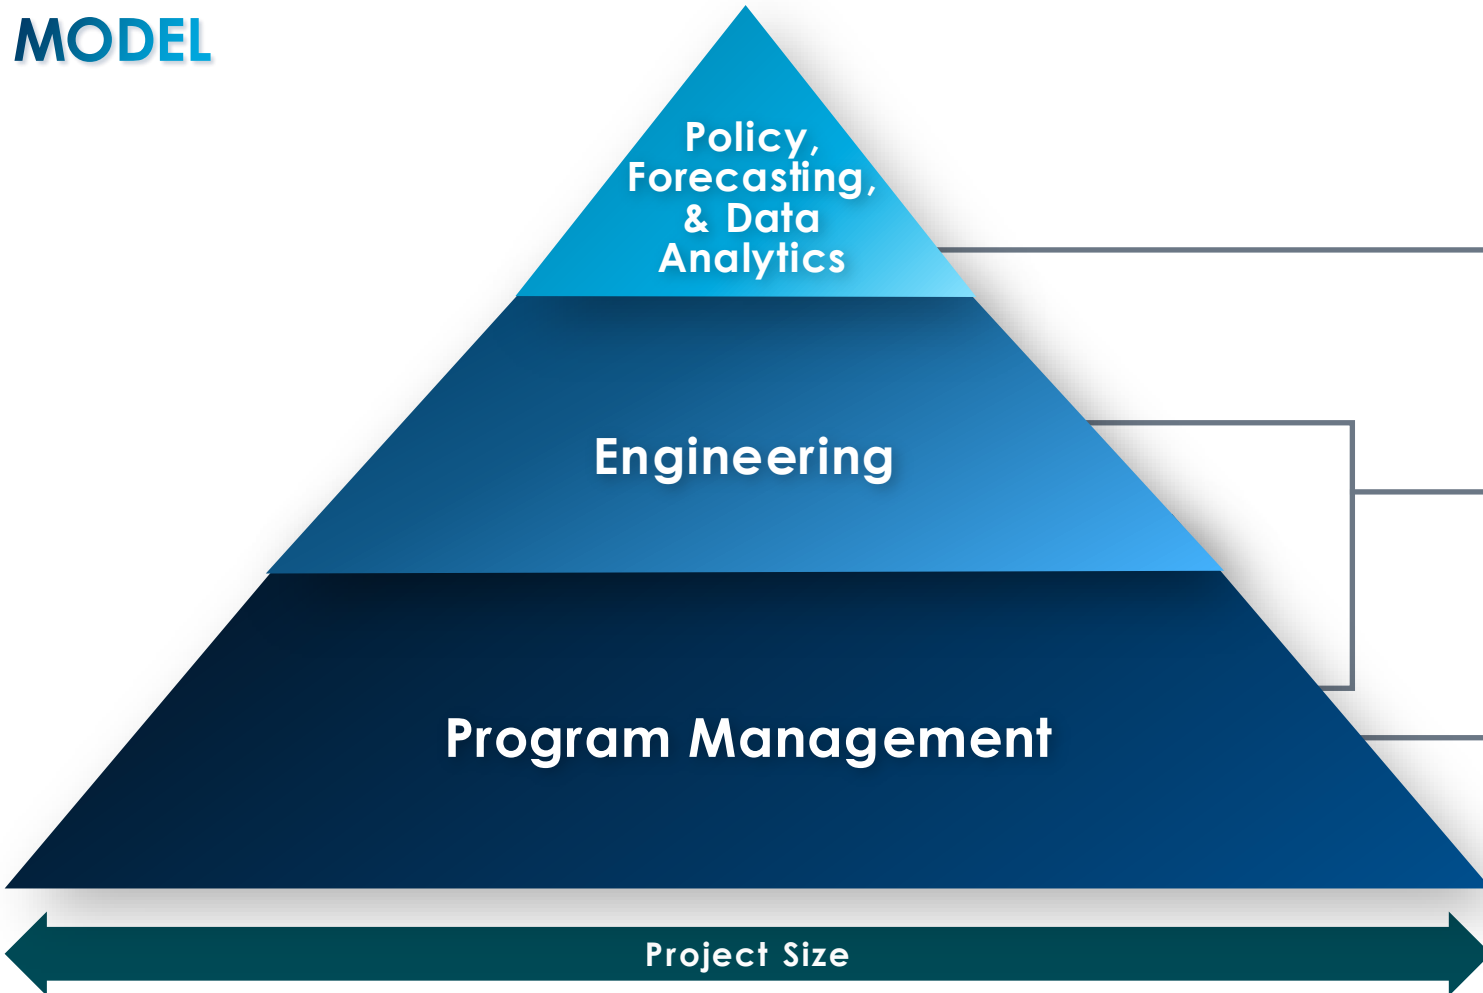 MODEL
Policy,
Forecasting,
& Data
Analytics
Engineering
Program Management
Project Size